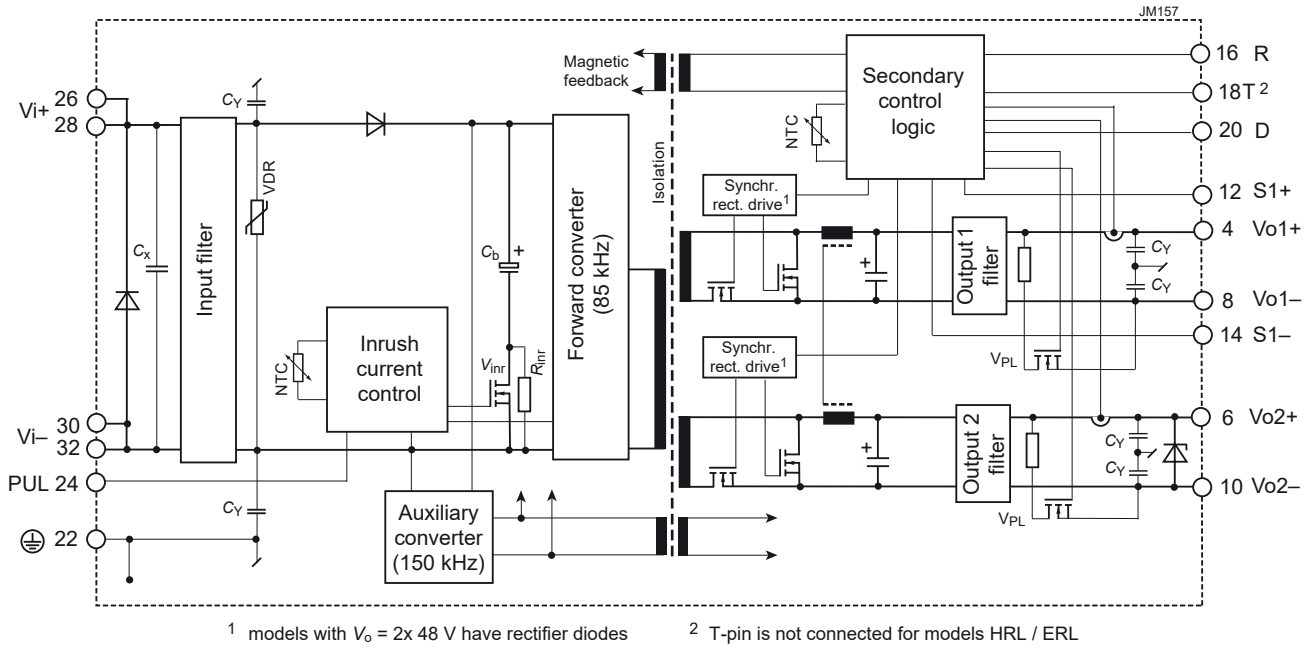 JM157
Vi+
26
28
Vi–
30
32
PUL 24
22
CY
VDR
Cx
Input filter
CY
NTC
Inrush
current
control
Cb
+
Vinr
Rinr
Forward converter
(85 kHz)
Auxiliary
converter
(150 kHz)
Magnetic
feedback
Isolation
NTC
Secondary
control
logic
Synchr.
rect. drive1
+
Output 1
filter
CY
CY
VPL
Synchr.
rect. drive1
+
Output 2
filter
CY
CY
VPL
16 R
18T 2
20 D
12 S1+
4 Vo1+
8 Vo1–
14 S1–
6 Vo2+
10 Vo2–
1 models with Vo = 2x 48 V have rectifier diodes
2 T-pin is not connected for models HRL / ERL